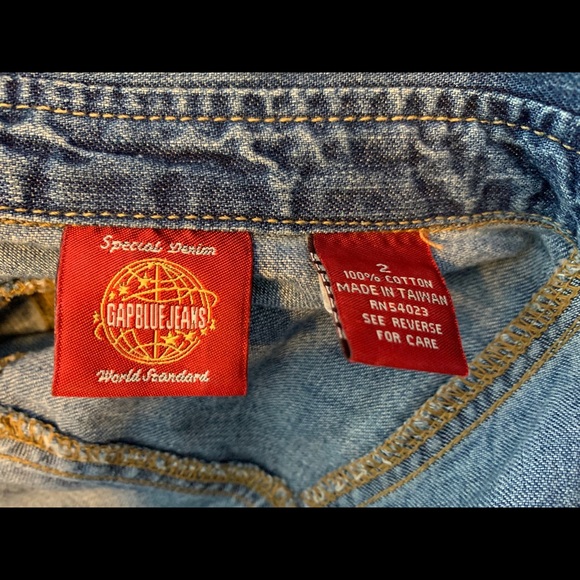 Special Denim
GAPBLUEJEANS
World Standard
2
100% COTTON
MADE IN TAIWAN
RN54023
SEE REVERSE
FOR CARE